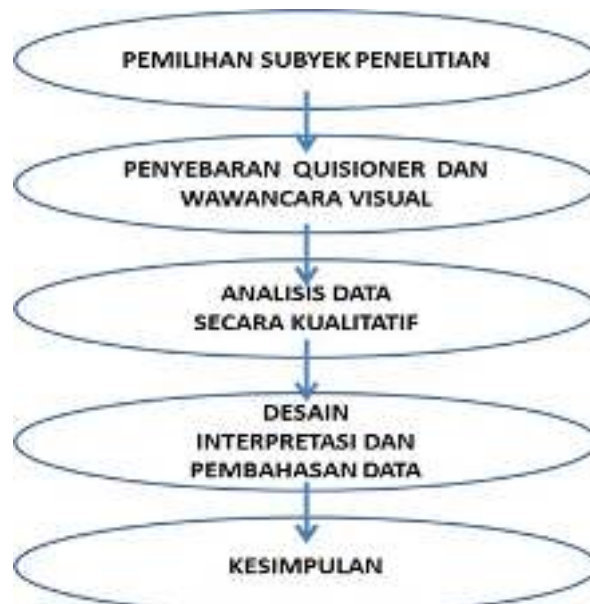 PEMILIHAN SUBYEK PENELITIAN
PENYEBARAN QUISIONER DAN
WAWANCARA VISUAL
ANALISIS DATA
SECARA KUALITATIF
DESAIN
INTERPRETASI DAN
PEMBAHASAN DATA
KESIMPULAN